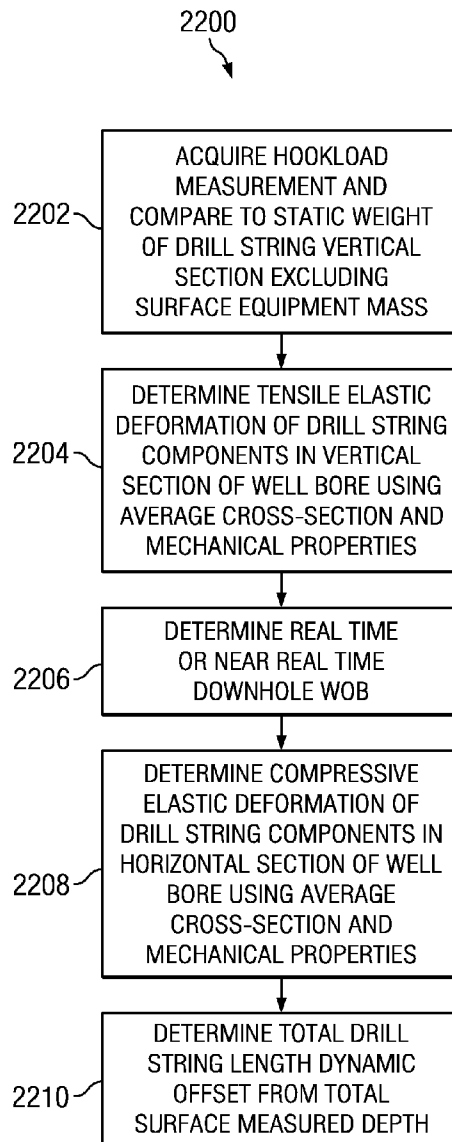 2200
2202
ACQUIRE HOOKLOAD
MEASUREMENT AND
COMPARE TO STATIC WEIGHT
OF DRILL STRING VERTICAL
SECTION EXCLUDING
SURFACE EQUIPMENT MASS
2204
DETERMINE TENSILE ELASTIC
DEFORMATION OF DRILL STRING
COMPONENTS IN VERTICAL
SECTION OF WELL BORE USING
AVERAGE CROSS-SECTION AND
MECHANICAL PROPERTIES
2206
DETERMINE REAL TIME
OR NEAR REAL TIME
DOWNHOLE WOB
2208
DETERMINE COMPRESSIVE
ELASTIC DEFORMATION OF
DRILL STRING COMPONENTS IN
HORIZONTAL SECTION OF WELL
BORE USING AVERAGE
CROSS-SECTION AND
MECHANICAL PROPERTIES
2210
DETERMINE TOTAL DRILL
STRING LENGTH DYNAMIC
OFFSET FROM TOTAL
SURFACE MEASURED DEPTH